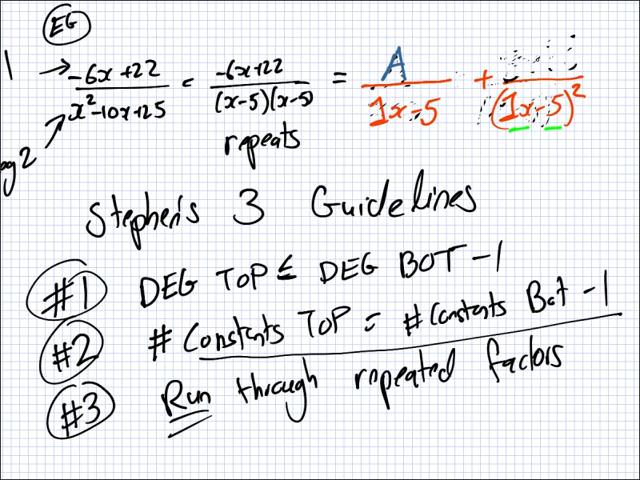 EG
1 → (-6x+22)/(x²-10x+25) = (-6x+22)/((x-5)(x-5)) = A/(1x-5) + /(1x-5)²
repeats
Stephen's 3 Guidelines
#1 DEG TOP ≤ DEG BOT -1
#2 # Constants TOP = # Constants Bot -1
#3 Run through repeated factors